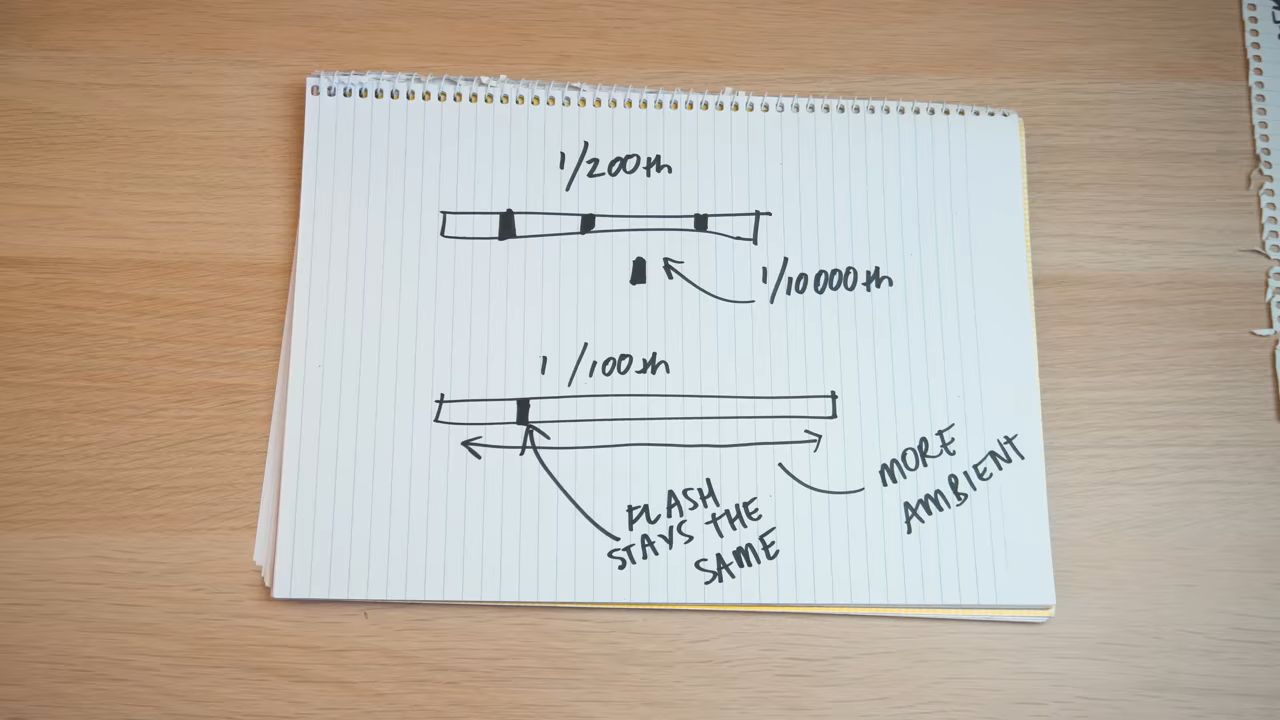 1/200th
1/10000th
1/100th
MORE
AMBIENT
FLASH
STAYS THE
SAME